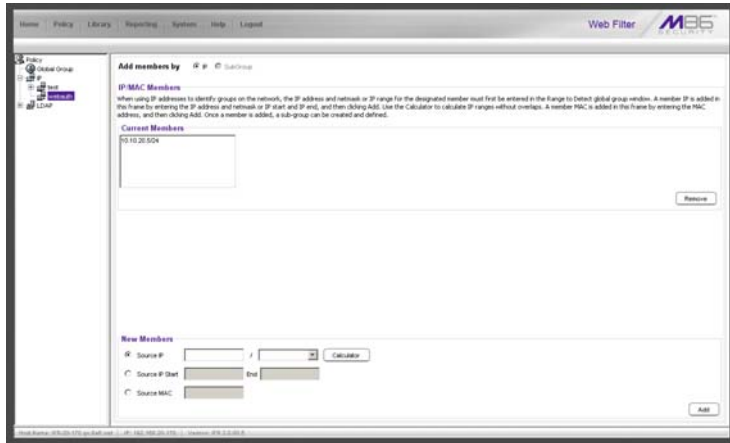 Home Policy Library Reporting System Help Logout
Web Filter
M86
SECURITY
Policy
Global Group
IP
test
webauth
LDAP
Add members by IP SubGroup
IP/MAC Members
When using IP addresses to identify groups on the network, the IP address and netmask or IP range for the designated member must first be entered in the Range to Detect global group window. A member IP is added in
this frame by entering the IP address and netmask or IP start and IP end, and then clicking Add. Use the Calculator to calculate IP ranges without overlaps. A member MAC is added in this frame by entering the MAC
address, and then clicking Add. Once a member is added, a sub-group can be created and defined.
Current Members
10.10.20.5/24
Remove
New Members
Source IP / Calculator
Source IP Start End
Source MAC
Add